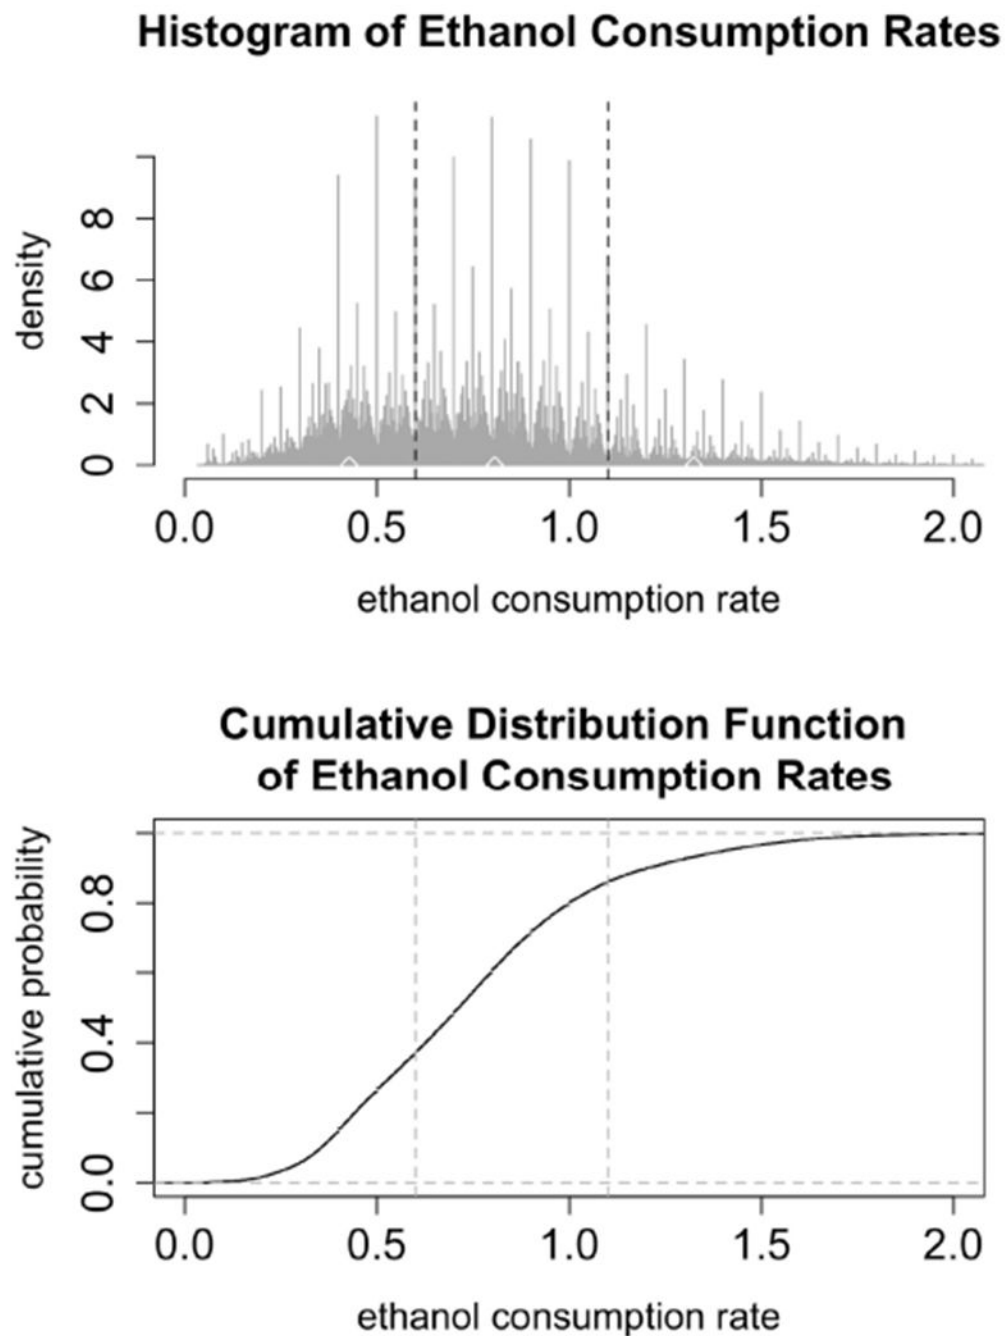 Histogram of Ethanol Consumption Rates
density
8
6
4
2
0
0.0 0.5 1.0 1.5 2.0
ethanol consumption rate
Cumulative Distribution Function
of Ethanol Consumption Rates
cumulative probability
0.8
0.4
0.0
0.0 0.5 1.0 1.5 2.0
ethanol consumption rate